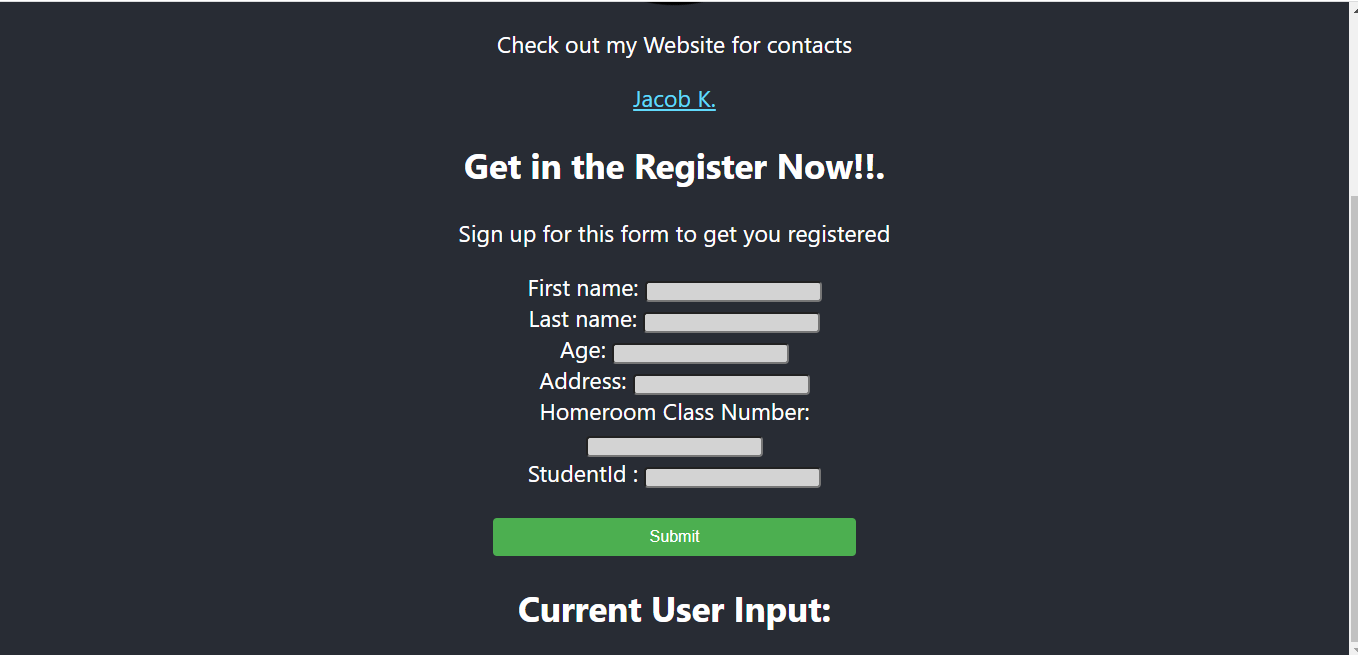 Check out my Website for contacts
Jacob K.
Get in the Register Now!!.
Sign up for this form to get you registered
First name:
Last name:
Age:
Address:
Homeroom Class Number:
StudentId :
Submit
Current User Input: